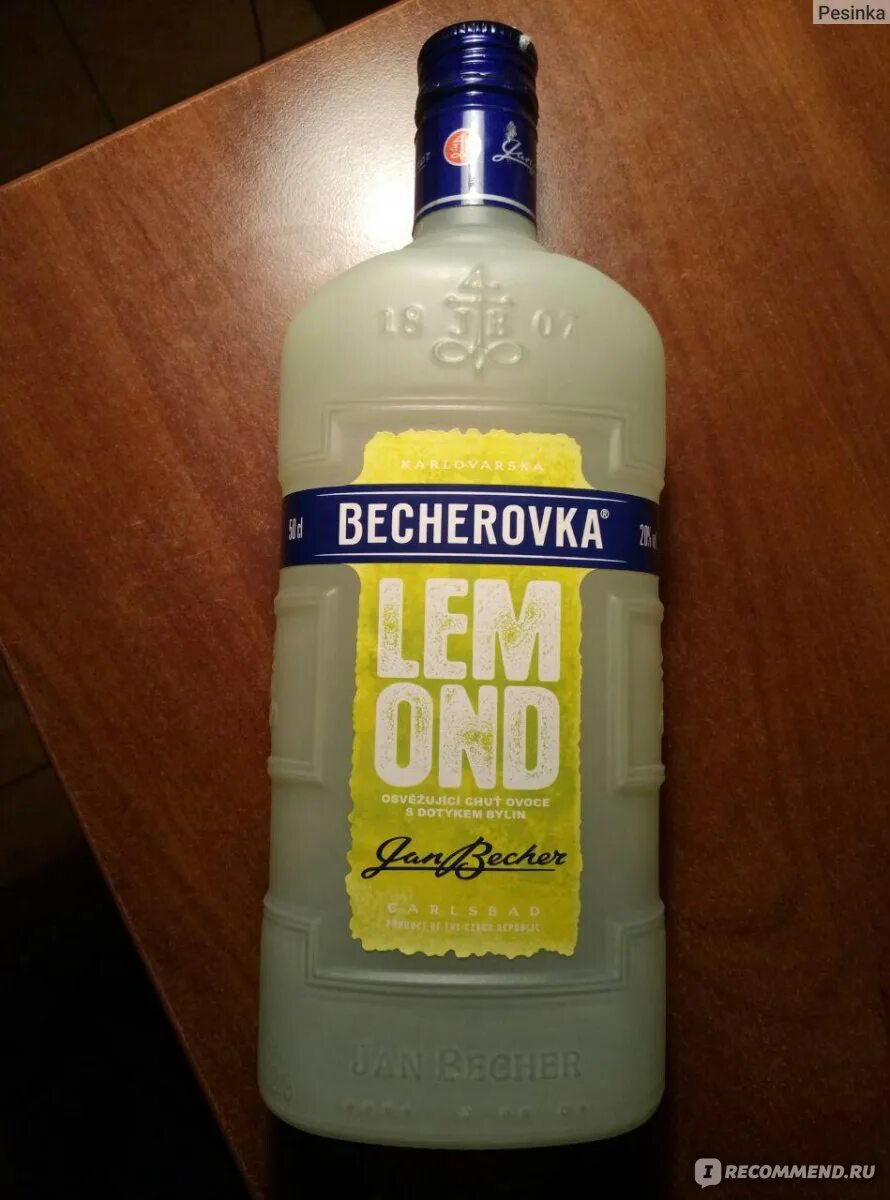 Pesinka
18 JB 07
KARLOVARSKA
50 cl BECHEROVKA® 20%
LEM
OND
OSVĚŽUJÍCÍ CHUŤ OVOCE
S DOTYKEM BYLIN
Jan Becher
CARLSBAD
PRODUCT OF THE CZECH REPUBLIC
JAN BECHER
IRECOMMEND.RU